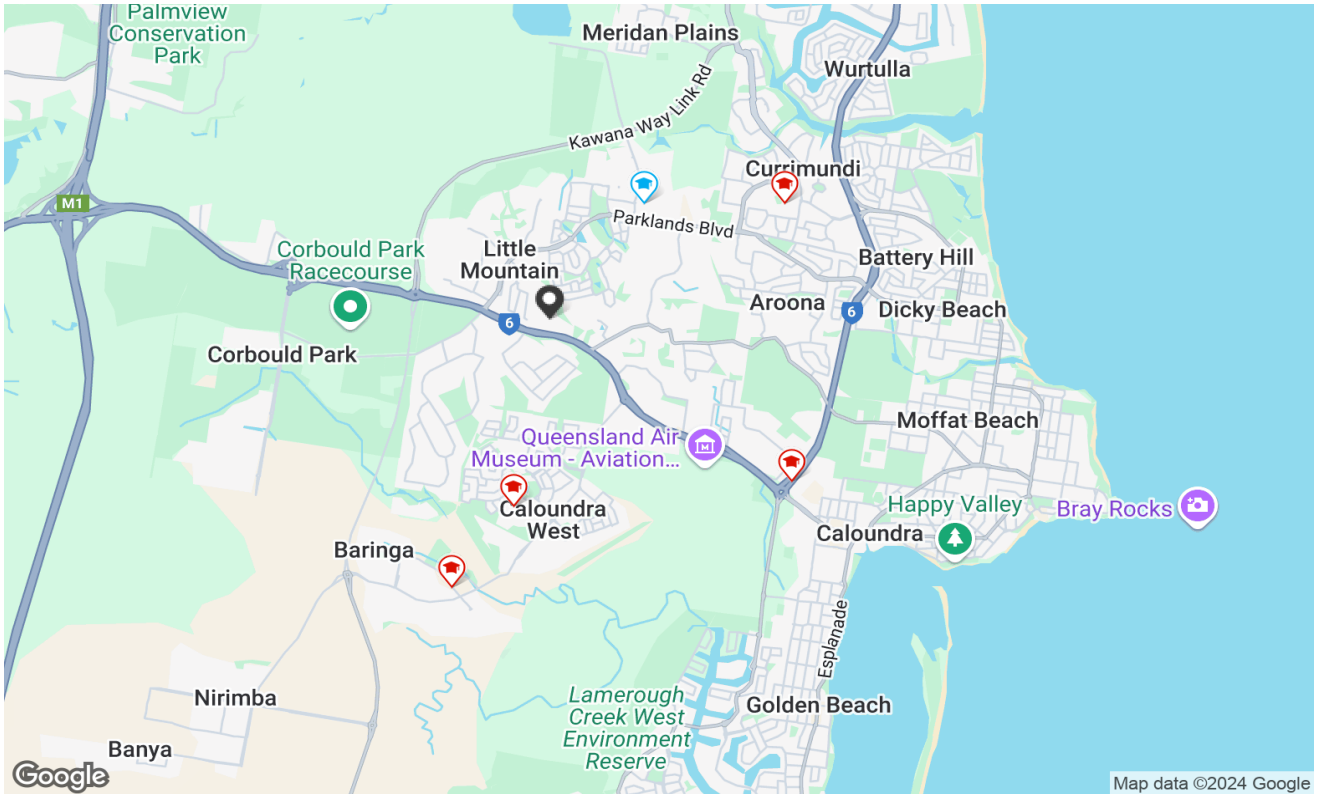 Palmview
Conservation
Park
Meridan Plains
Wurtulla
Kawana Way Link Rd
Currimundi
M1
Parklands Blvd
Corbould Park
Racecourse
Little
Mountain
Battery Hill
Aroona
Dicky Beach
6
6
Corbould Park
Moffat Beach
Queensland Air
Museum - Aviation...
M
Caloundra
West
Happy Valley
Bray Rocks
Caloundra
Baringa
Esplanade
Nirimba
Lamerough
Creek West
Environment
Reserve
Golden Beach
Banya
Google
Map data ©2024 Google